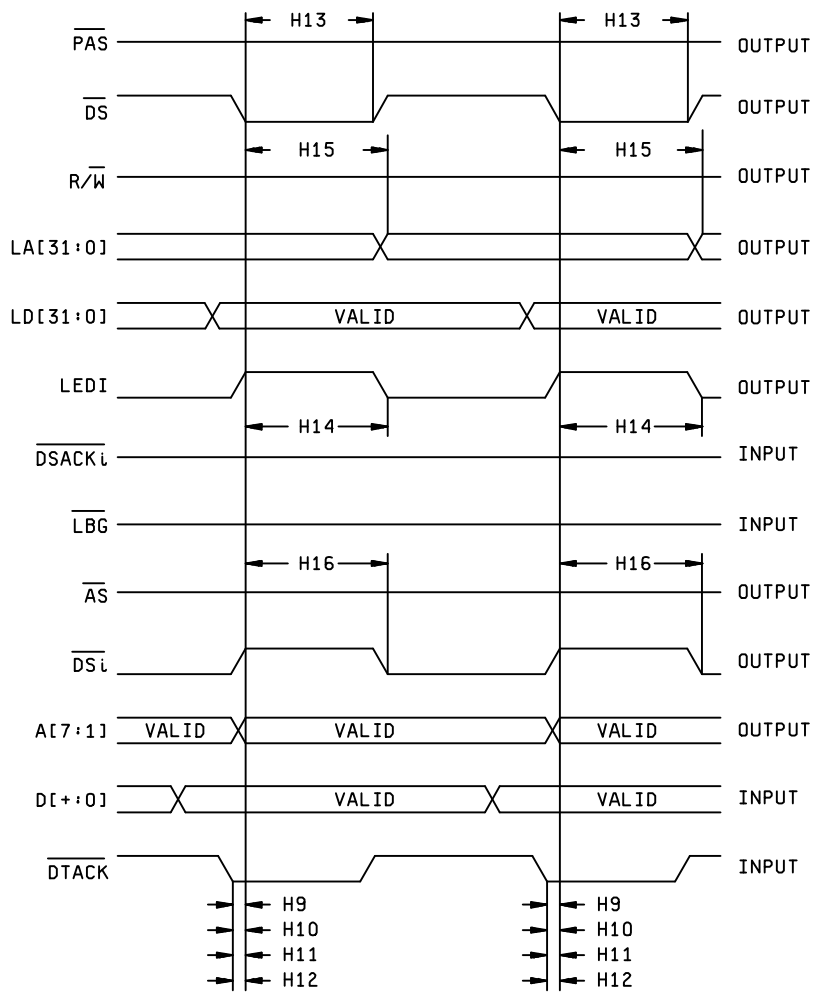 H13 H13
PAS OUTPUT
DS OUTPUT
H15 H15
R/W OUTPUT
LA[31:0] OUTPUT
LD[31:0] VALID VALID OUTPUT
LEDI OUTPUT
H14 H14
DSACKi INPUT
LBG INPUT
H16 H16
AS OUTPUT
DSi OUTPUT
A[7:1] VALID VALID VALID OUTPUT
D[+:0] VALID VALID INPUT
DTACK INPUT
H9 H9
H10 H10
H11 H11
H12 H12